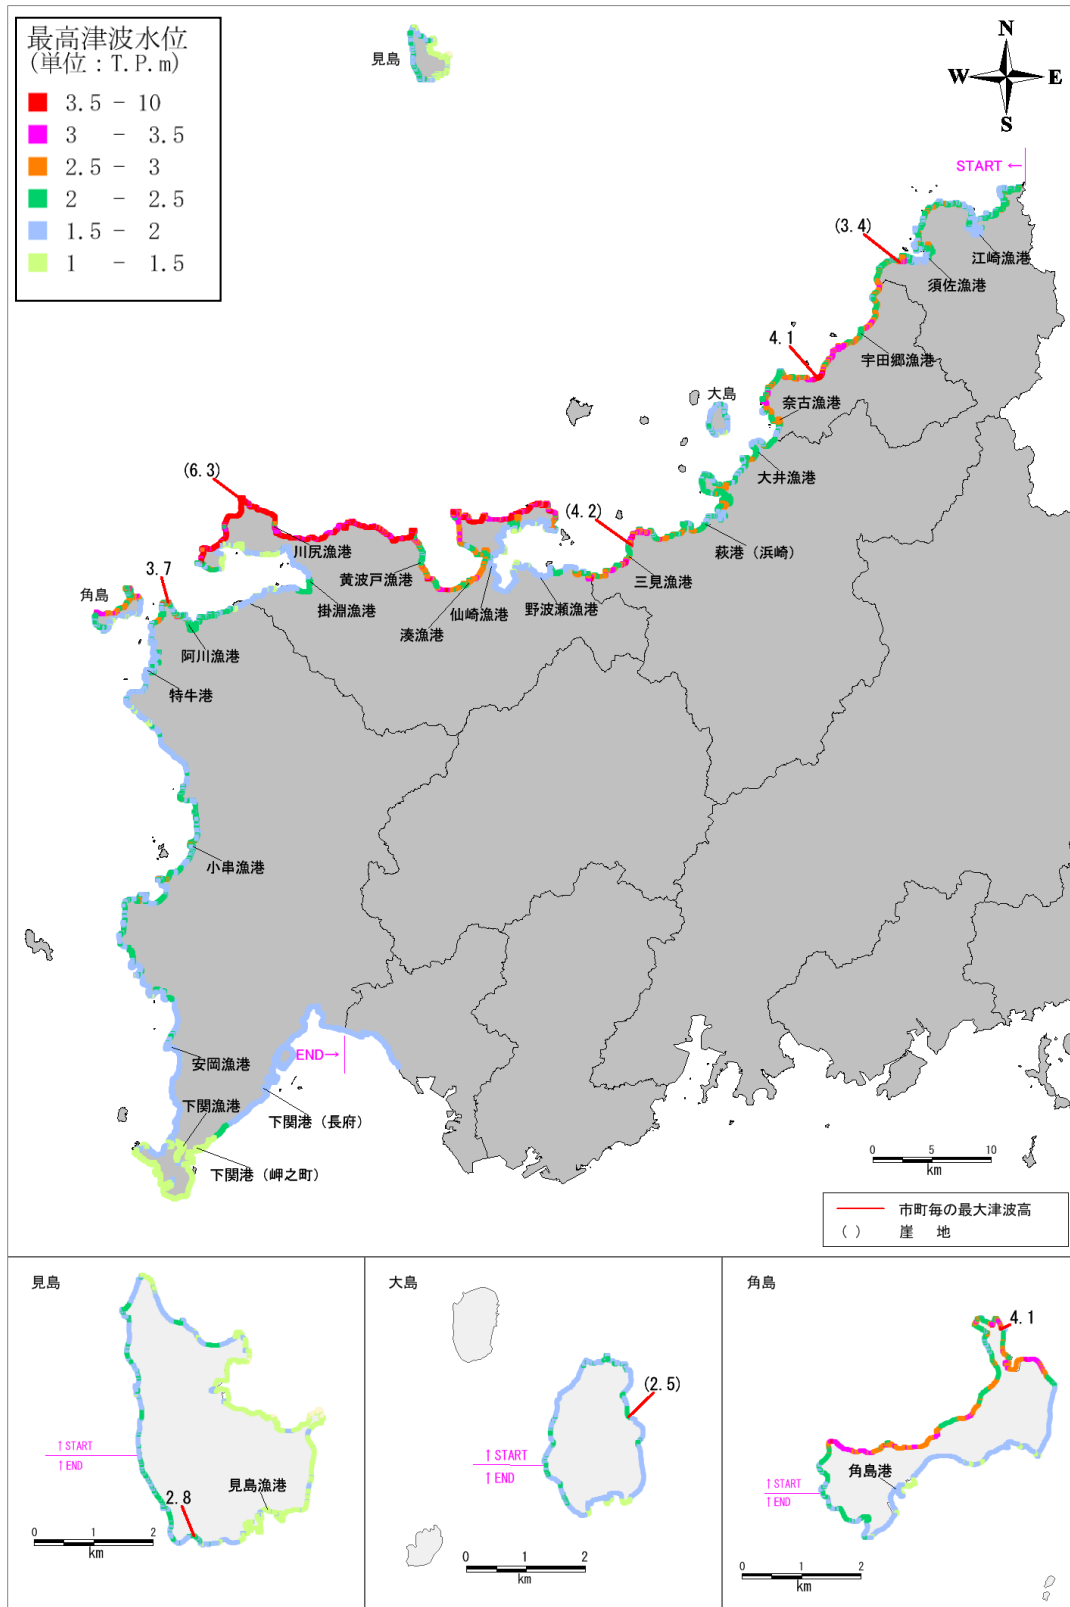 最高津波水位
(単位：T.P.m)
3.5 - 10
3 - 3.5
2.5 - 3
2 - 2.5
1.5 - 2
1 - 1.5
見島
N
W
E
S
START ←
(3.4)
江崎漁港
須佐漁港
宇田郷漁港
4.1
奈古漁港
大島
大井漁港
(6.3)
(4.2)
萩港（浜崎）
川尻漁港
黄波戸漁港
三見漁港
3.7
掛淵漁港
仙崎漁港
野波瀬漁港
角島
湊漁港
阿川漁港
特牛港
小串漁港
安岡漁港
END→
下関漁港
下関港（長府）
下関港（岬之町）
0 5 10
km
市町毎の最大津波高
( ) 崖 地
見島
↑START
↑END
見島漁港
2.8
0 1 2
km
大島
(2.5)
↑START
↑END
0 1 2
km
角島
4.1
角島港
↑START
↑END
0 1 2
km